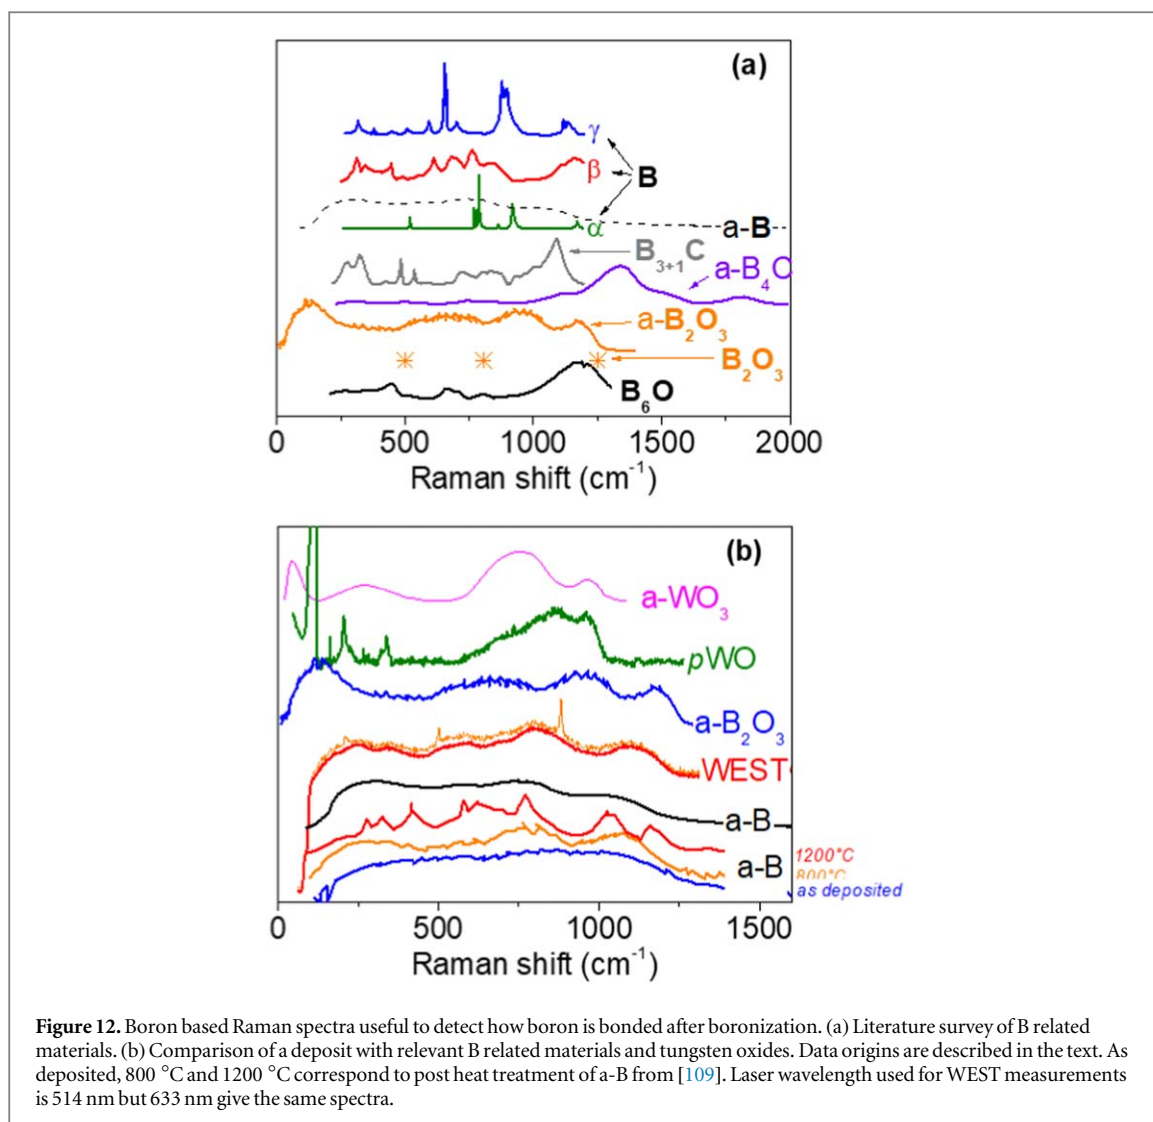 (a)
γ
β
B
α
a-B
B3+1C
a-B4C
a-B2O3
B2O3
B6O
0 500 1000 1500 2000
Raman shift (cm-1)
(b)
a-WO3
pWO
a-B2O3
WEST
a-B
1200°C
a-B
800°C
as deposited
0 500 1000 1500
Raman shift (cm-1)
Figure 12. Boron based Raman spectra useful to detect how boron is bonded after boronization. (a) Literature survey of B related
materials. (b) Comparison of a deposit with relevant B related materials and tungsten oxides. Data origins are described in the text. As
deposited, 800 °C and 1200 °C correspond to post heat treatment of a-B from [109]. Laser wavelength used for WEST measurements
is 514 nm but 633 nm give the same spectra.